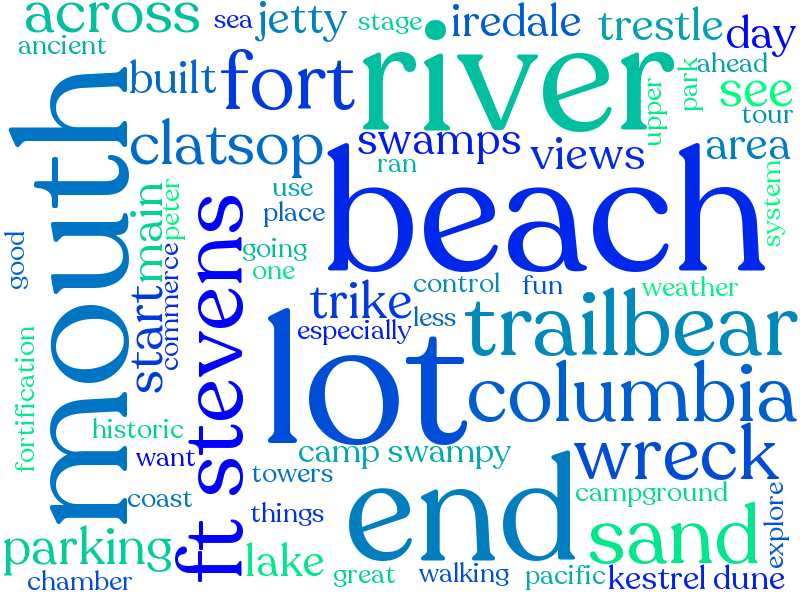 across
sea
jetty
stage
iredale
trestle
day
ancient
built
fort
river
upper
park
ahead
see
tour
mouth
clatsop
swamps
ran
views
area
system
good
main
peter
use
place
beach
start
commerce
ft stevens
going
one
control
fun
weather
trike
especially
less
trailbear
lot
columbia
fortification
historic
want
camp swampy
wreck
towers
coast
things
end
campground
sand
explore
parking
lake
chamber
great
walking
pacific
kestrel dune